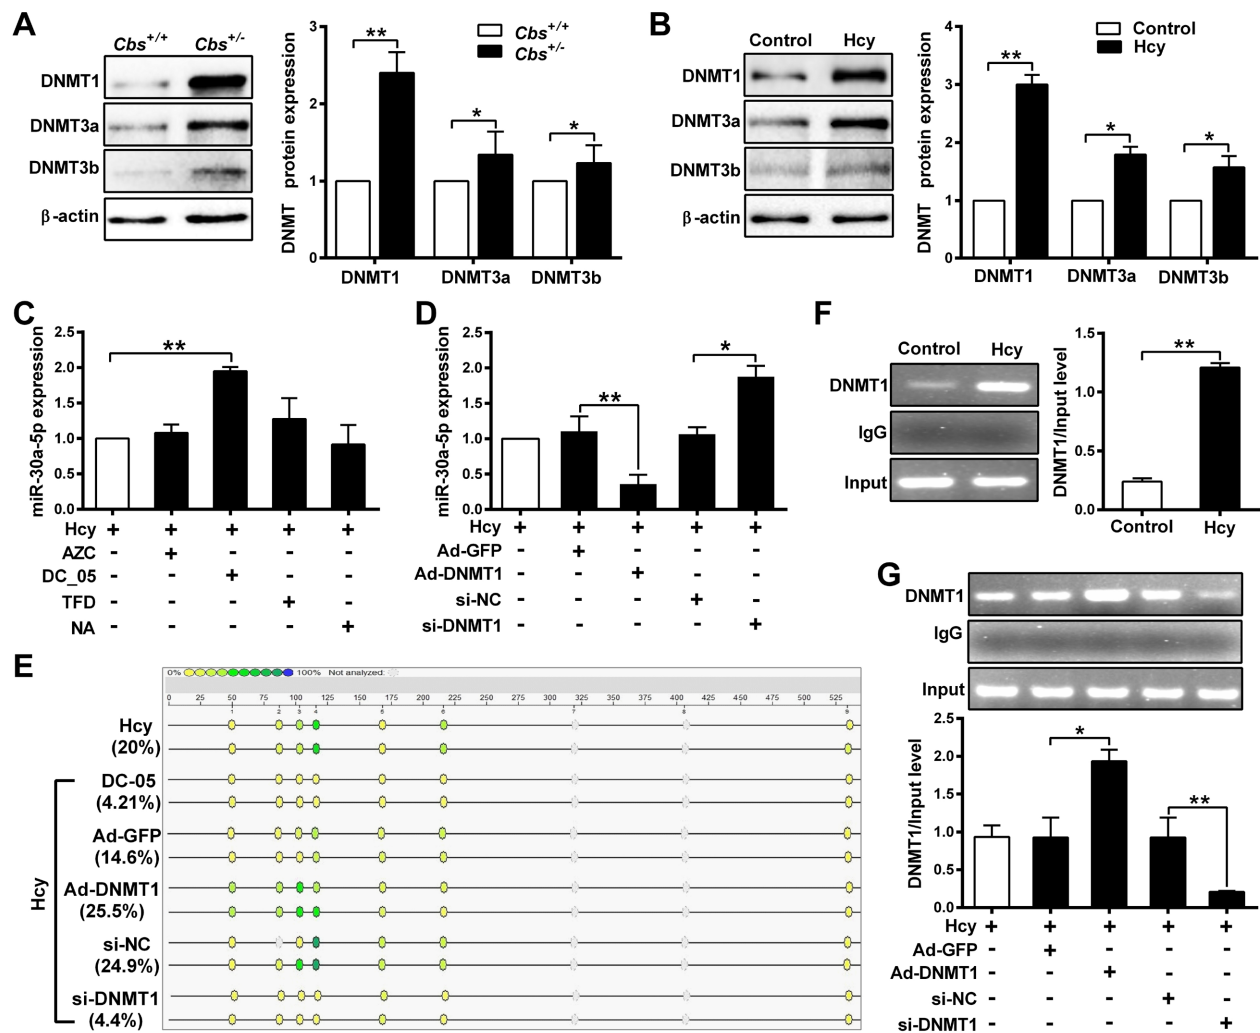 A
Cbs+/+ Cbs+/-
DNMT1
DNMT3a
DNMT3b
β-actin
DNMT protein expression
3
2
1
0
**
*
*
Cbs+/+
Cbs+/-
DNMT1 DNMT3a DNMT3b
B
Control Hcy
DNMT1
DNMT3a
DNMT3b
β-actin
DNMT protein expression
4
3
2
1
0
**
*
*
Control
Hcy
DNMT1 DNMT3a DNMT3b
C
miR-30a-5p expression
2.5
2.0
1.5
1.0
0.5
0.0
**
Hcy + + + + +
AZC - + - - -
DC_05 - - + - -
TFD - - - + -
NA - - - - +
D
miR-30a-5p expression
2.5
2.0
1.5
1.0
0.5
0.0
**
*
Hcy + + + + +
Ad-GFP - + - - -
Ad-DNMT1 - - + - -
si-NC - - - + -
si-DNMT1 - - - - +
F
Control Hcy
DNMT1
IgG
Input
DNMT1/Input level
1.5
1.0
0.5
0.0
**
Control Hcy
E
0% 100% Not analyzed:
0 25 50 75 100 125 150 175 200 225 250 275 300 325 350 375 400 425 450 475 500 525
1 2 3 4 5 6 7 8 9
Hcy
(20%)
Hcy
DC-05
(4.21%)
Ad-GFP
(14.6%)
Ad-DNMT1
(25.5%)
si-NC
(24.9%)
si-DNMT1
(4.4%)
G
DNMT1
IgG
Input
DNMT1/Input level
2.5
2.0
1.5
1.0
0.5
0.0
*
**
Hcy + + + + +
Ad-GFP - + - - -
Ad-DNMT1 - - + - -
si-NC - - - + -
si-DNMT1 - - - - +